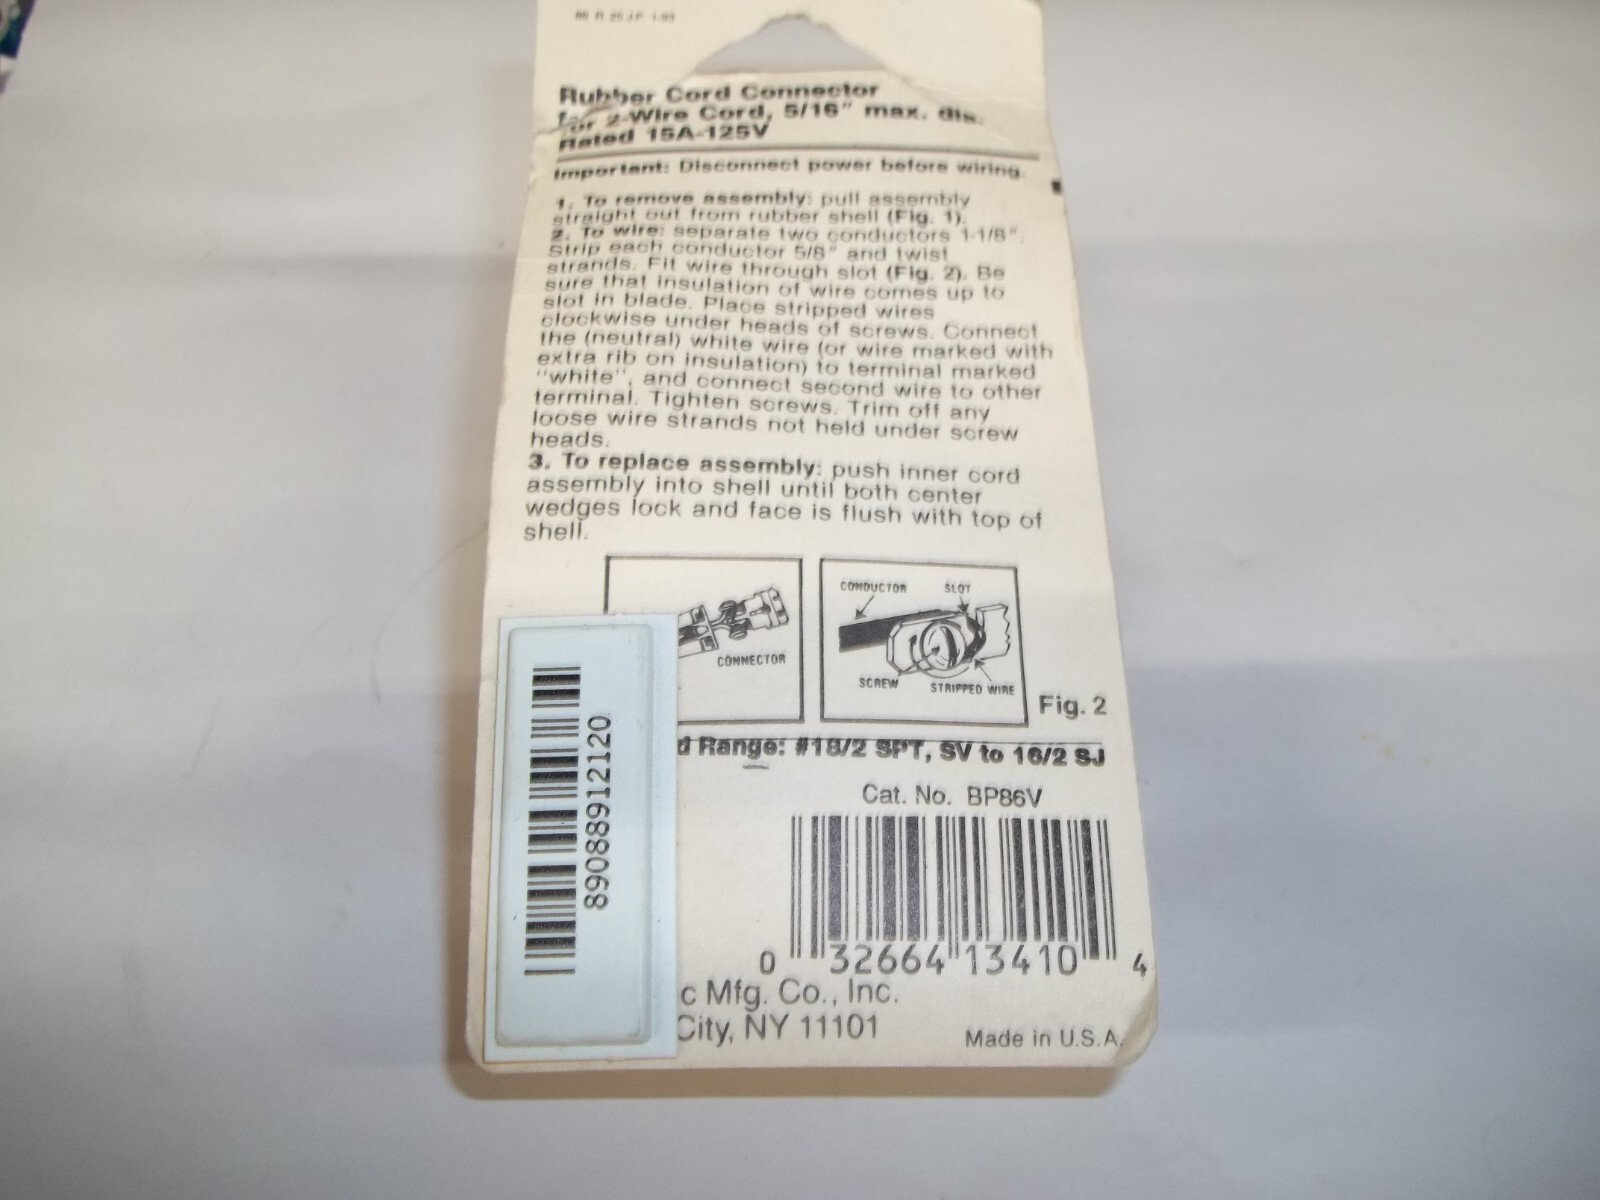 Rubber Cord Connector
for 2-Wire Cord, 5/16" max. dia.
Rated 15A-125V
Important: Disconnect power before wiring.
1. To remove assembly: pull assembly
straight out from rubber shell (Fig. 1).
2. To wire: separate two conductors 1-1/8".
Strip each conductor 5/8" and twist
strands. Fit wire through slot (Fig. 2). Be
sure that insulation of wire comes up to
slot in blade. Place stripped wires
clockwise under heads of screws. Connect
the (neutral) white wire (or wire marked with
extra rib on insulation) to terminal marked
"white", and connect second wire to other
terminal. Tighten screws. Trim off any
loose wire strands not held under screw
heads.
3. To replace assembly: push inner cord
assembly into shell until both center
wedges lock and face is flush with top of
shell.
CONNECTOR
CONDUCTOR SLOT
SCREW STRIPPED WIRE
Fig. 2
d Range: #18/2 SPT, SV to 16/2 SJ
Cat. No. BP86V
0 32664 13410 4
c Mfg. Co., Inc.
City, NY 11101
Made in U.S.A.
890889121​20